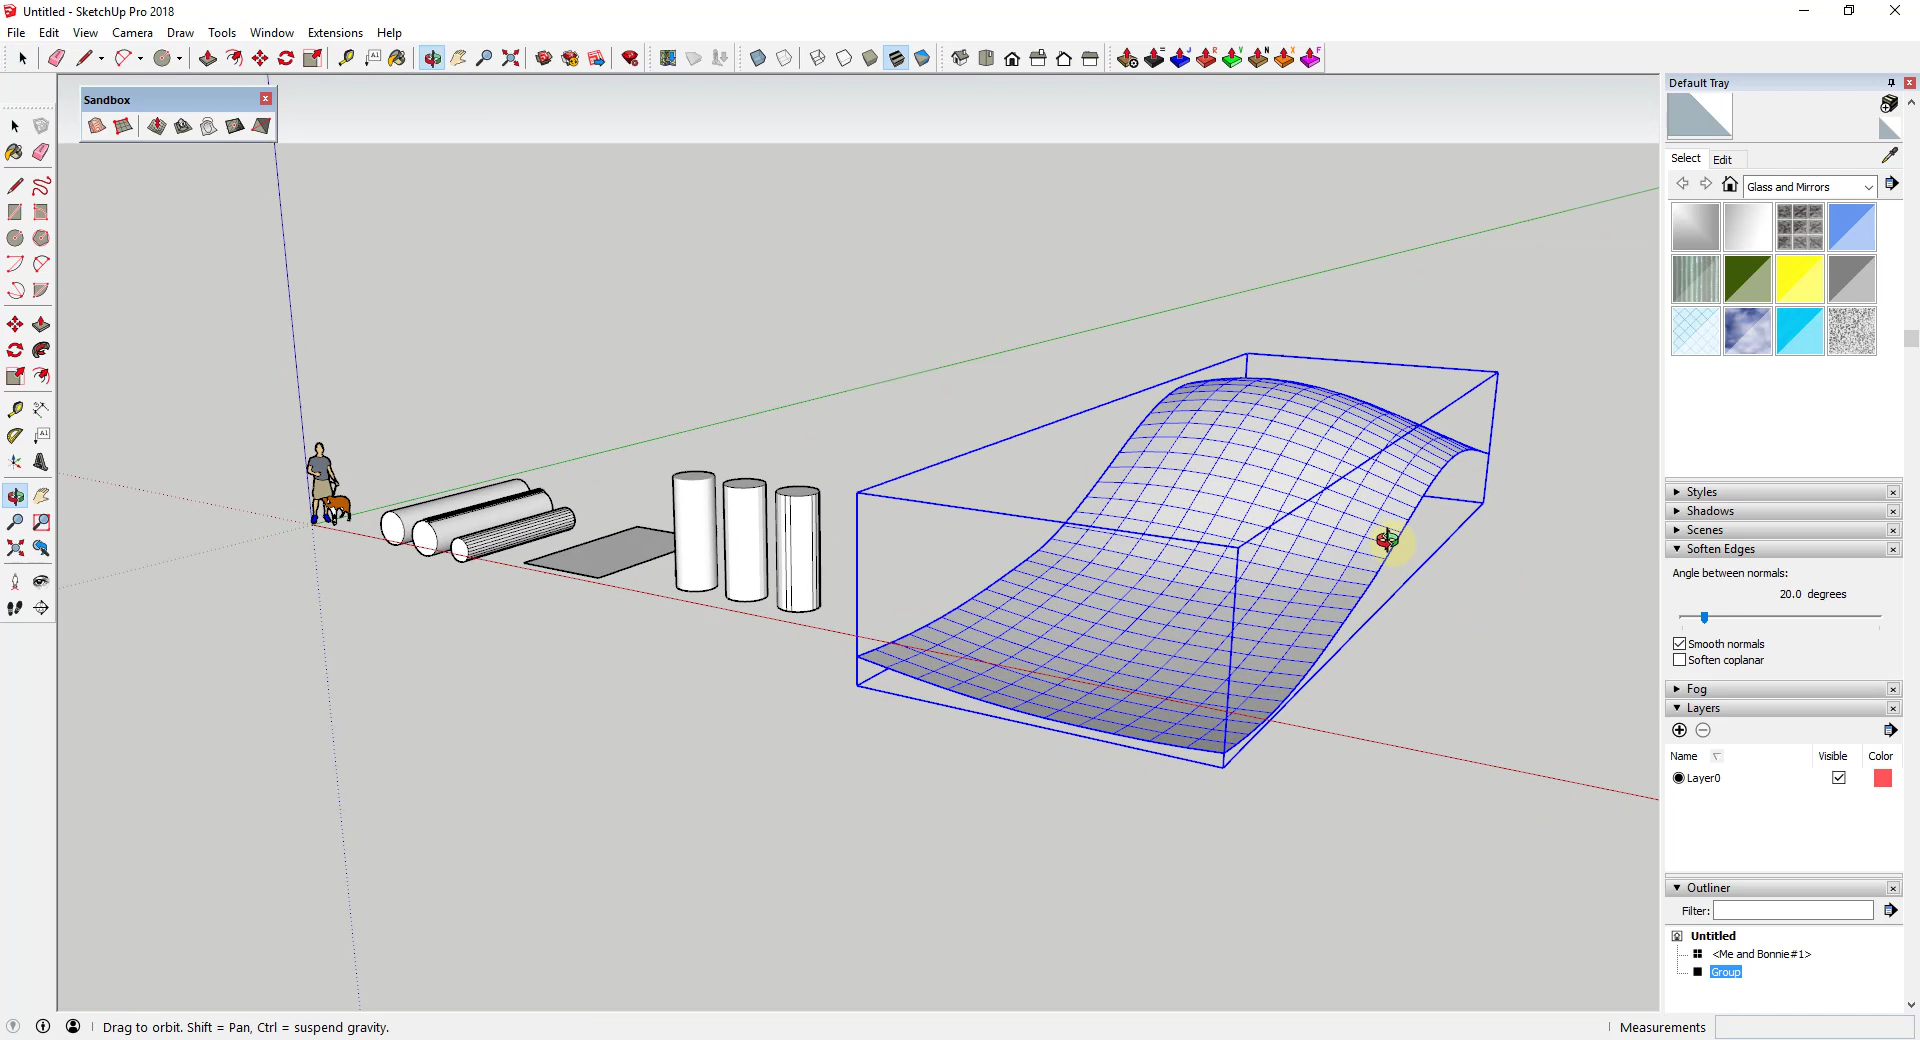 Untitled - SketchUp Pro 2018
File Edit View Camera Draw Tools Window Extensions Help
Sandbox
Default Tray
Select Edit
Glass and Mirrors
Styles
Shadows
Scenes
Soften Edges
Angle between normals:
20.0 degrees
Smooth normals
Soften coplanar
Fog
Layers
Name Visible Color
Layer0
Outliner
Filter:
Untitled
<Me and Bonnie#1>
Group
Drag to orbit. Shift = Pan, Ctrl = suspend gravity.
Measurements